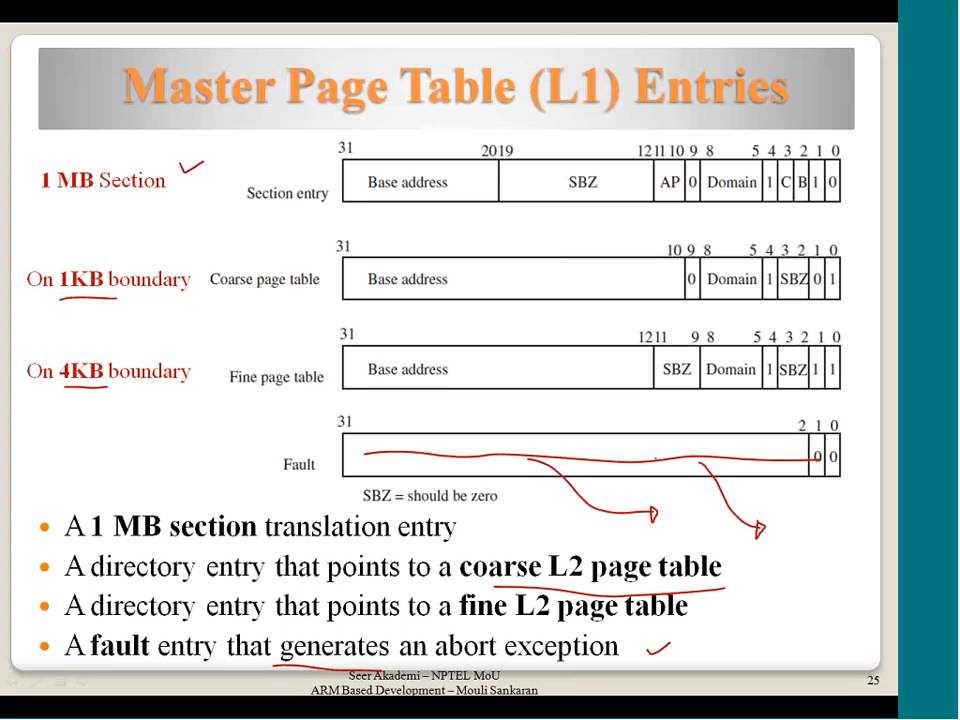 Master Page Table (L1) Entries
31 20 19 12 11 10 9 8 5 4 3 2 1 0
1 MB Section
Section entry
Base address SBZ AP 0 Domain 1 C B 1 0
31 10 9 8 5 4 3 2 1 0
On 1KB boundary
Coarse page table
Base address 0 Domain 1 SBZ 0 1
31 12 11 9 8 5 4 3 2 1 0
On 4KB boundary
Fine page table
Base address SBZ Domain 1 SBZ 1 1
31 2 1 0
Fault
0 0
SBZ = should be zero
• A 1 MB section translation entry
• A directory entry that points to a coarse L2 page table
• A directory entry that points to a fine L2 page table
• A fault entry that generates an abort exception
Seer Akademi – NPTEL MoU
ARM Based Development – Mouli Sankaran
25